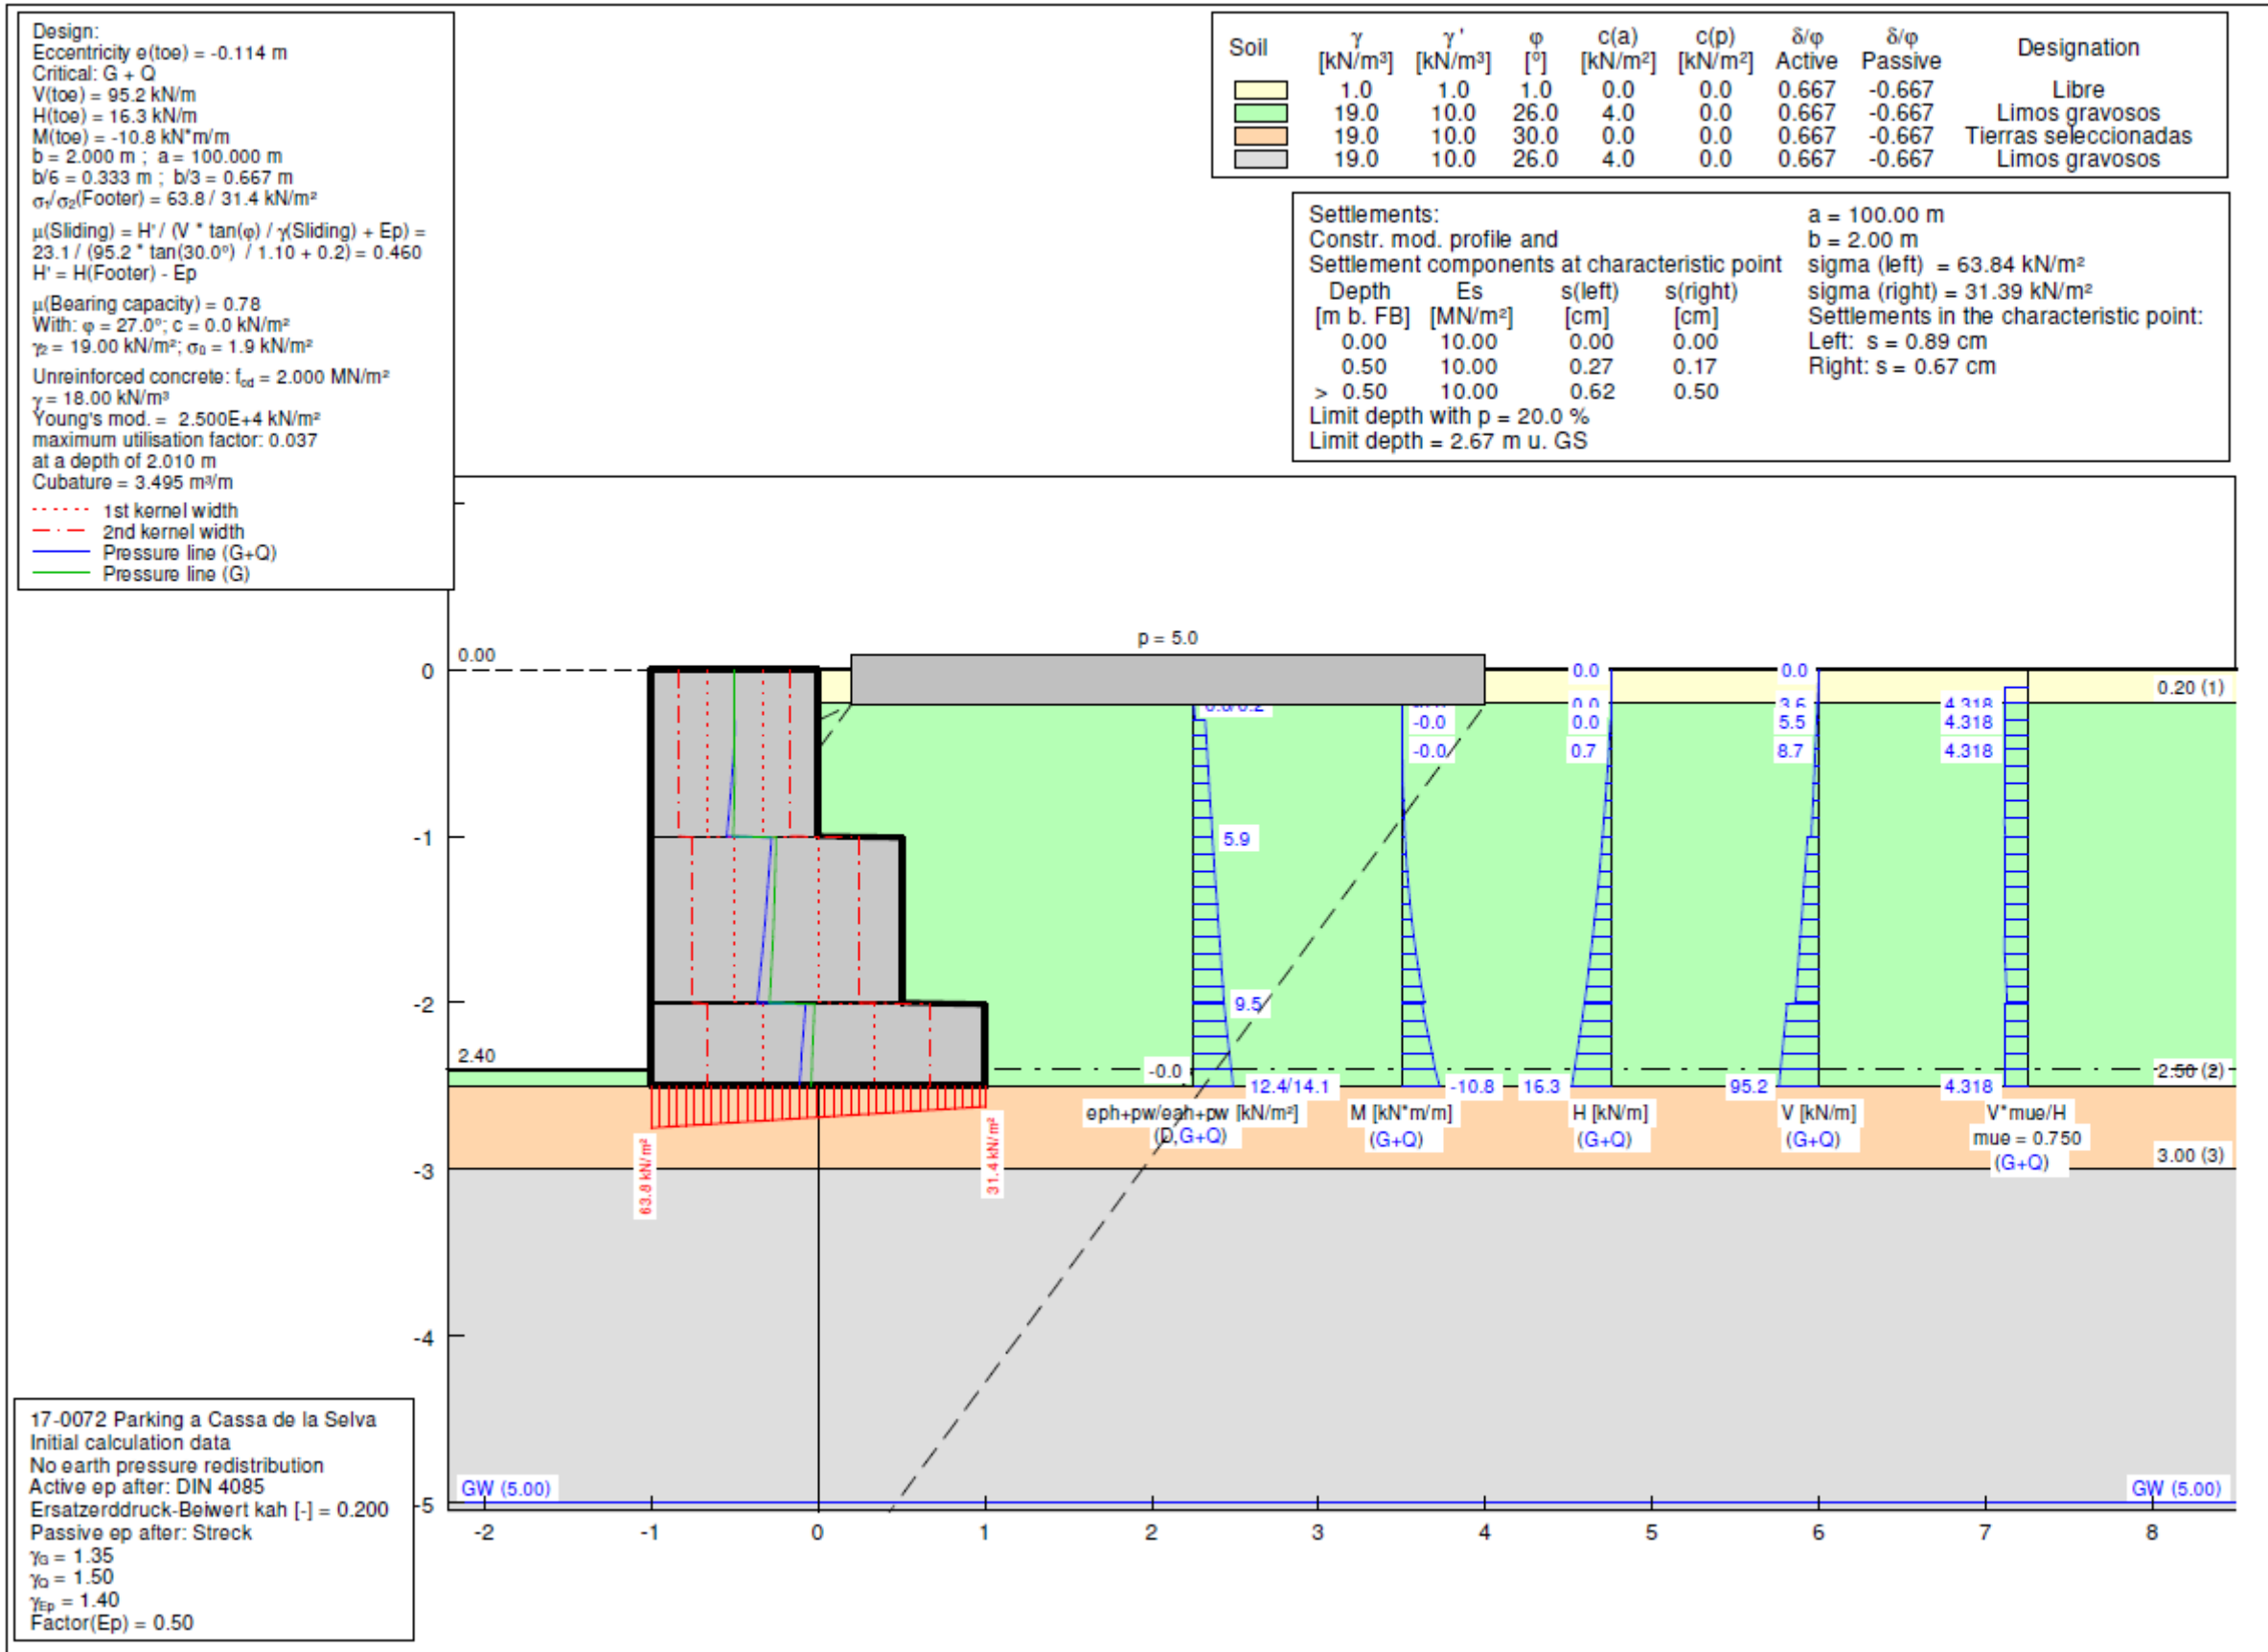 Design:
Eccentricity e(toe) = -0.114 m
Critical: G + Q
V(toe) = 95.2 kN/m
H(toe) = 16.3 kN/m
M(toe) = -10.8 kN*m/m
b = 2.000 m ; a = 100.000 m
b/6 = 0.333 m ; b/3 = 0.667 m
σ₁/σ₂(Footer) = 63.8 / 31.4 kN/m²
μ(Sliding) = H' / (V * tan(φ) / γ(Sliding) + Ep) =
23.1 / (95.2 * tan(30.0°) / 1.10 + 0.2) = 0.460
H' = H(Footer) - Ep
μ(Bearing capacity) = 0.78
With: φ = 27.0°; c = 0.0 kN/m²
γ₂ = 19.00 kN/m³; σ₀ = 1.9 kN/m²
Unreinforced concrete: f_cd = 2.000 MN/m²
γ = 18.00 kN/m³
Young's mod. = 2.500E+4 kN/m²
maximum utilisation factor: 0.037
at a depth of 2.010 m
Cubature = 3.495 m³/m
1st kernel width
2nd kernel width
Pressure line (G+Q)
Pressure line (G)
Soil γ [kN/m³] γ ' [kN/m³] φ [°] c(a) [kN/m²] c(p) [kN/m²] δ/φ Active δ/φ Passive Designation
1.0 1.0 1.0 0.0 0.0 0.667 -0.667 Libre
19.0 10.0 26.0 4.0 0.0 0.667 -0.667 Limos gravosos
19.0 10.0 30.0 0.0 0.0 0.667 -0.667 Tierras seleccionadas
19.0 10.0 26.0 4.0 0.0 0.667 -0.667 Limos gravosos
Settlements:
Constr. mod. profile and
Settlement components at characteristic point
Depth Es s(left) s(right)
[m b. FB] [MN/m²] [cm] [cm]
0.00 10.00 0.00 0.00
0.50 10.00 0.27 0.17
> 0.50 10.00 0.62 0.50
Limit depth with p = 20.0 %
Limit depth = 2.67 m u. GS
a = 100.00 m
b = 2.00 m
sigma (left) = 63.84 kN/m²
sigma (right) = 31.39 kN/m²
Settlements in the characteristic point:
Left: s = 0.89 cm
Right: s = 0.67 cm
p = 5.0
0 0.00 0.0 0.0
0.20 (1)
0.0 3.6 4.318
-0.0 0.0 5.5 4.318
-0.0 0.7 8.7 4.318
-1 5.9
-2 9.5
2.40 -0.0 2.50 (2)
12.4/14.1 -10.8 16.3 95.2 4.318
eph+pw/eah+pw [kN/m²] M [kN*m/m] H [kN/m] V [kN/m] V*mue/H
(D,G+Q) (G+Q) (G+Q) (G+Q) mue = 0.750
(G+Q)
63.8 kN/m²
31.4 kN/m²
-3 3.00 (3)
-4
GW (5.00) GW (5.00)
-5
-2 -1 0 1 2 3 4 5 6 7 8
17-0072 Parking a Cassa de la Selva
Initial calculation data
No earth pressure redistribution
Active ep after: DIN 4085
Ersatzerddruck-Beiwert kah [-] = 0.200
Passive ep after: Streck
γG = 1.35
γQ = 1.50
γEp = 1.40
Factor(Ep) = 0.50